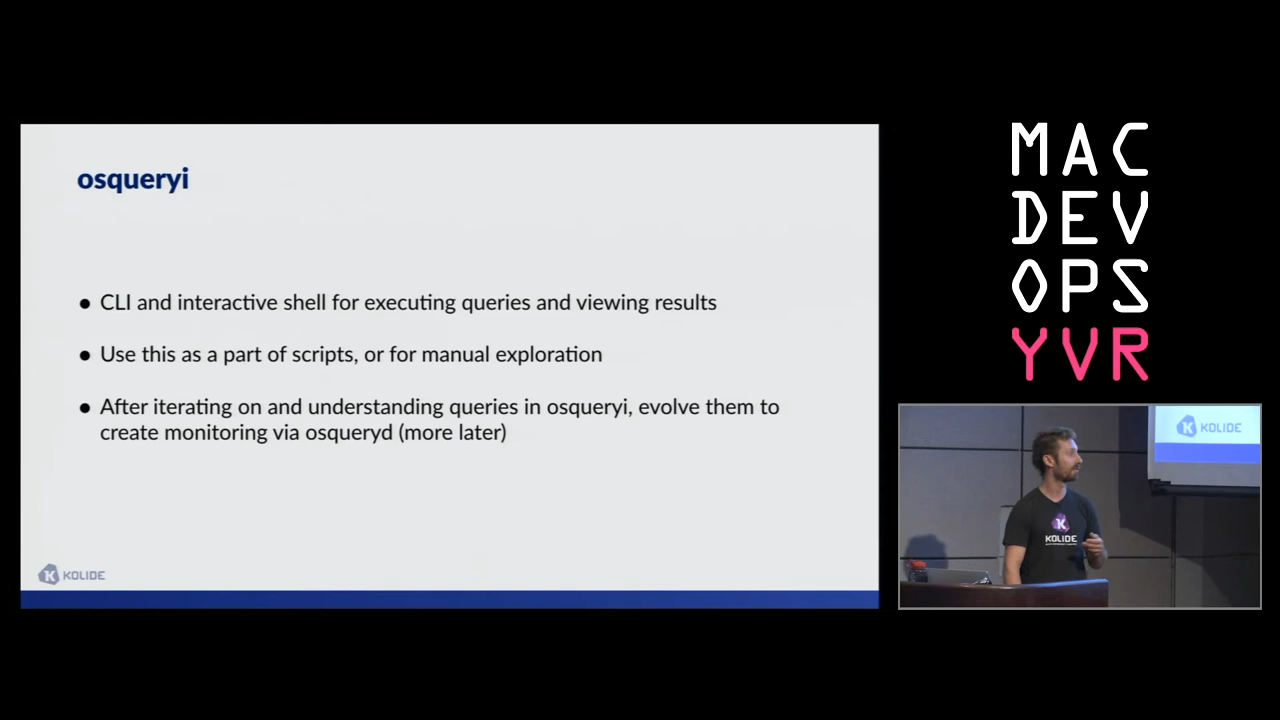 osqueryi
● CLI and interactive shell for executing queries and viewing results
● Use this as a part of scripts, or for manual exploration
● After iterating on and understanding queries in osqueryi, evolve them to
create monitoring via osqueryd (more later)
KOLIDE
MAC
DEV
OPS
YVR
KOLIDE
KOLIDE